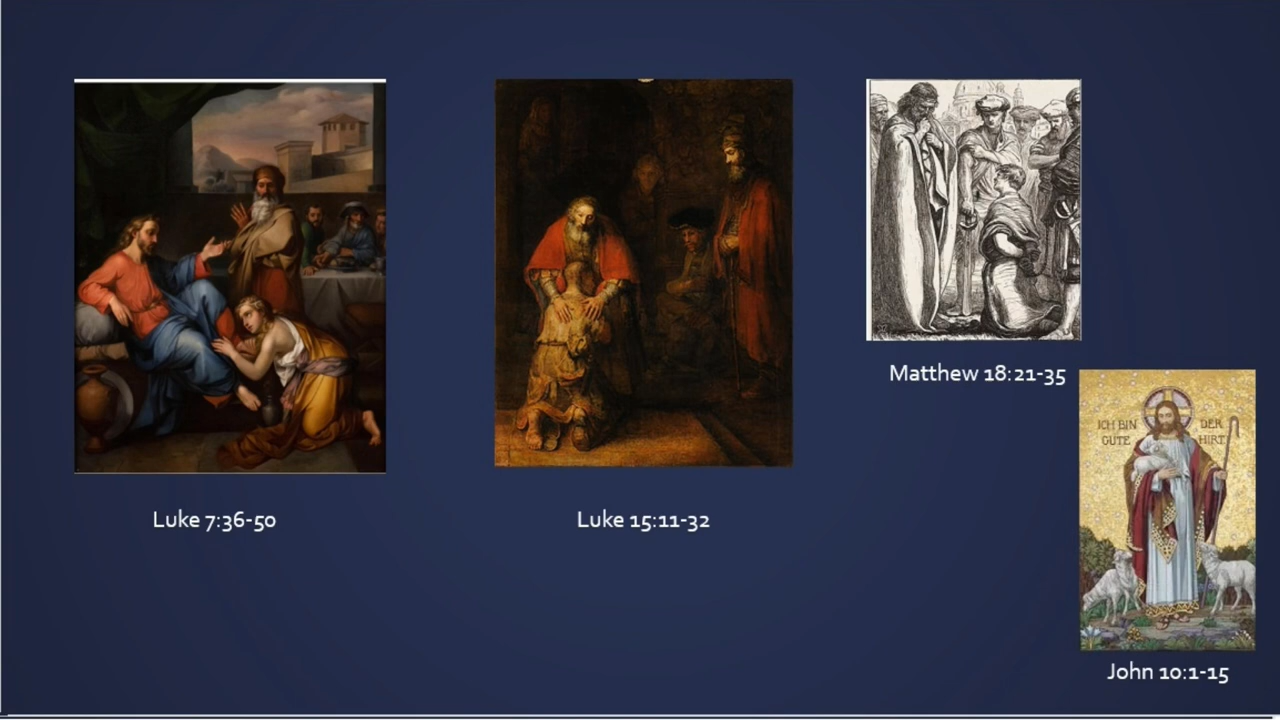 Luke 7:36-50
Luke 15:11-32
Matthew 18:21-35
ICH BIN DER
GUTE HIRT
John 10:1-15